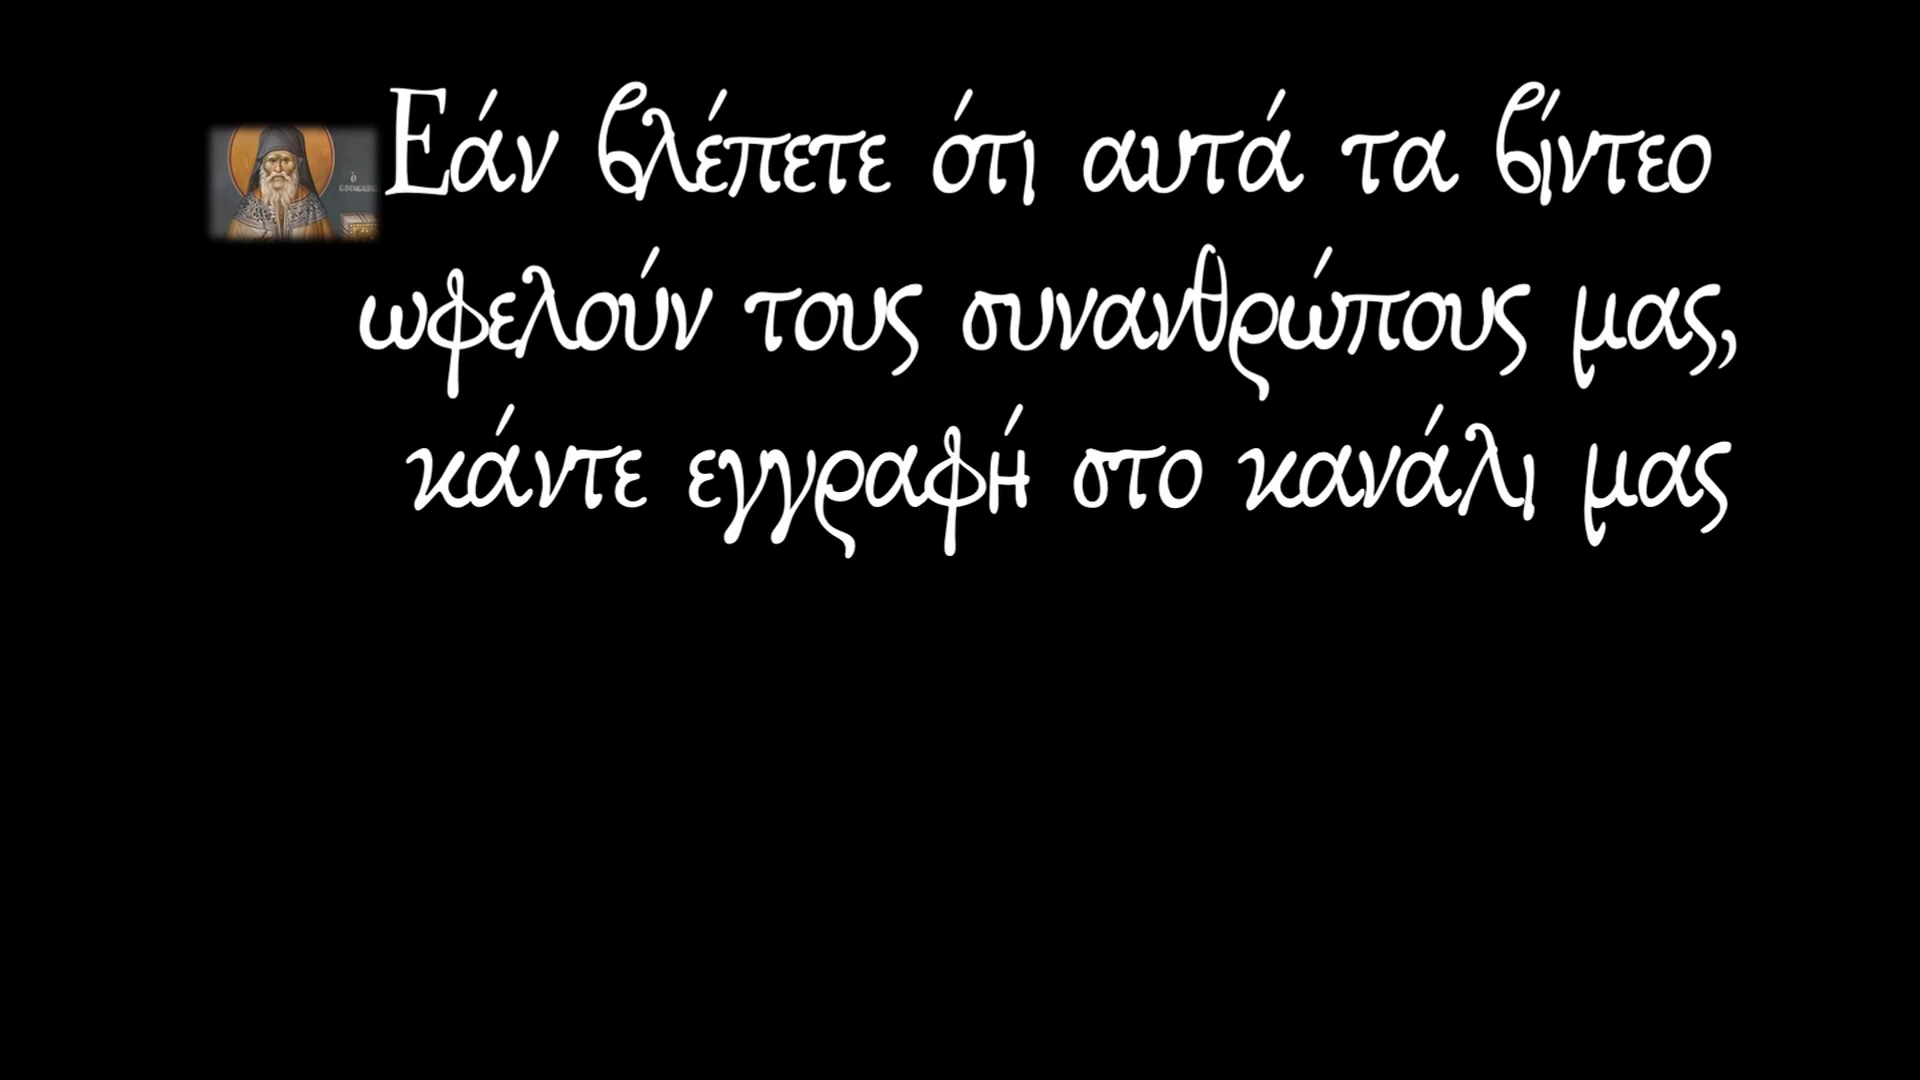 Εάν βλέπετε ότι αυτά τα βίντεο
ωφελούν τους συνανθρώπους μας,
κάντε εγγραφή στο κανάλι μας